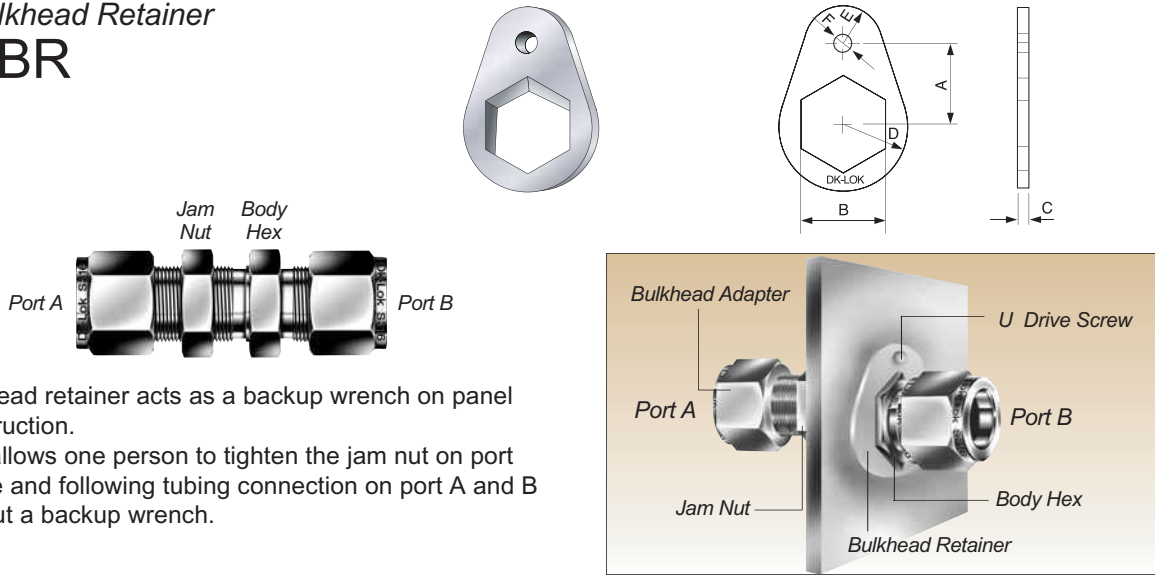 lkhead Retainer
BR
F
E
A
D
DK-LOK
B
C
Jam
Nut
Body
Hex
Port A
Port B
ead retainer acts as a backup wrench on panel
ruction.
allows one person to tighten the jam nut on port
e and following tubing connection on port A and B
ut a backup wrench.
Bulkhead Adapter
U Drive Screw
Port A
Port B
Jam Nut
Body Hex
Bulkhead Retainer